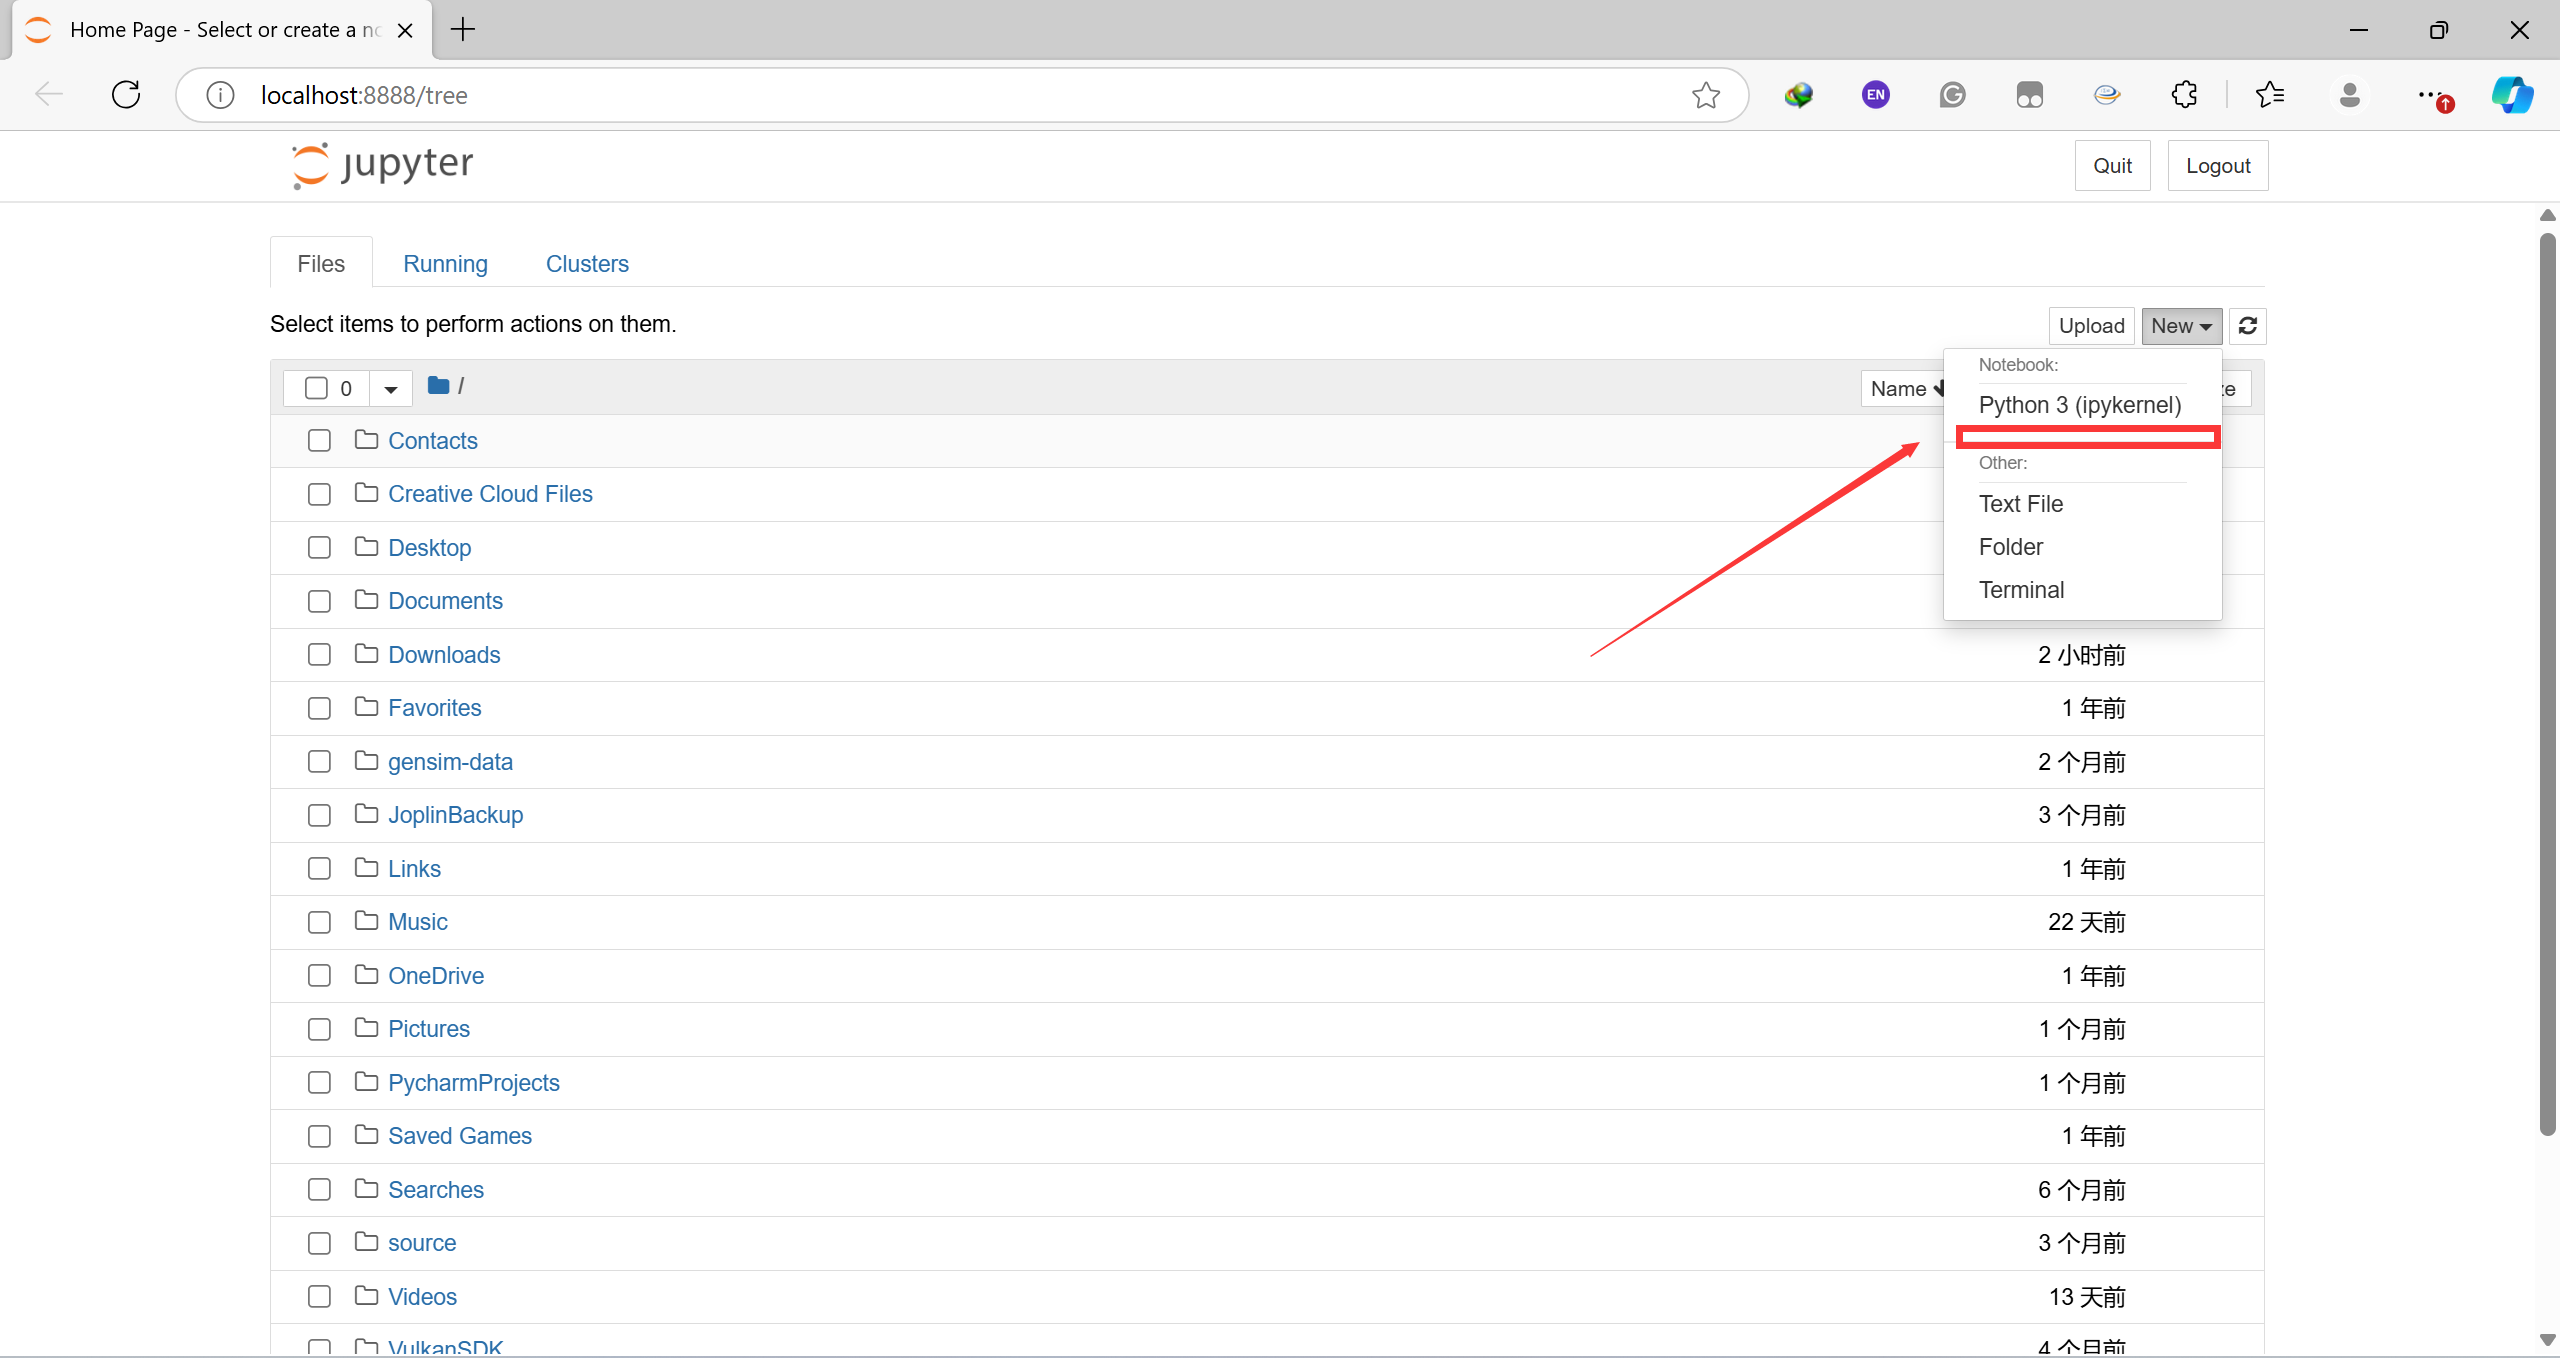 Home Page - Select or create a no
localhost:8888/tree
EN
jupyter
Quit
Logout
Files
Running
Clusters
Select items to perform actions on them.
Upload
New
0
/
Name
Notebook:
Python 3 (ipykernel)
Other:
Text File
Folder
Terminal
Contacts
Creative Cloud Files
Desktop
Documents
Downloads 2 小时前
Favorites 1 年前
gensim-data 2 个月前
JoplinBackup 3 个月前
Links 1 年前
Music 22 天前
OneDrive 1 年前
Pictures 1 个月前
PycharmProjects 1 个月前
Saved Games 1 年前
Searches 6 个月前
source 3 个月前
Videos 13 天前
VulkanSDK 4 个月前